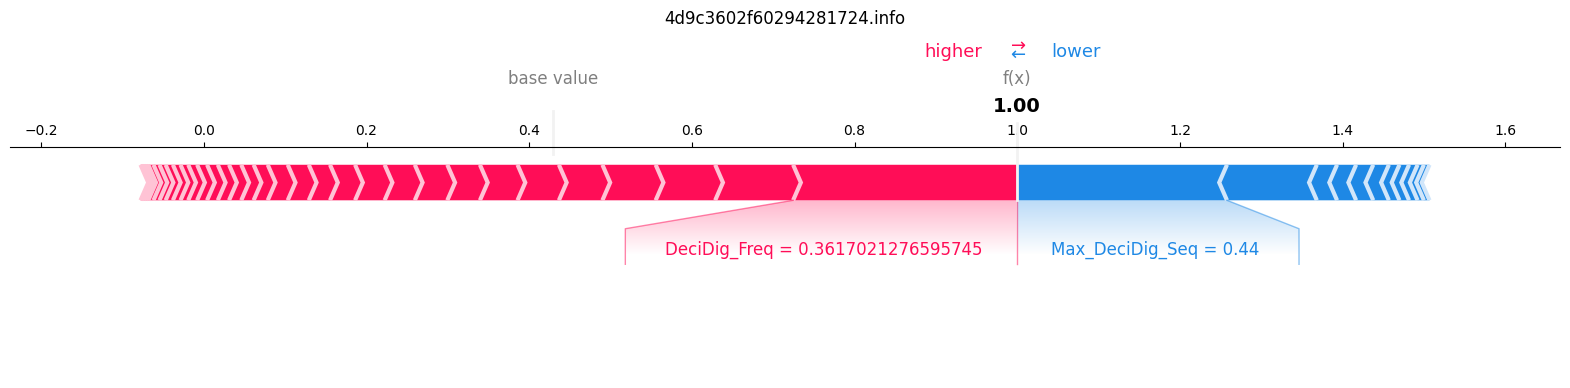 4d9c3602f60294281724.info
higher ⇄ lower
base value f(x)
1.00
−0.2 0.0 0.2 0.4 0.6 0.8 1.0 1.2 1.4 1.6
DeciDig_Freq = 0.3617021276595745 Max_DeciDig_Seq = 0.44